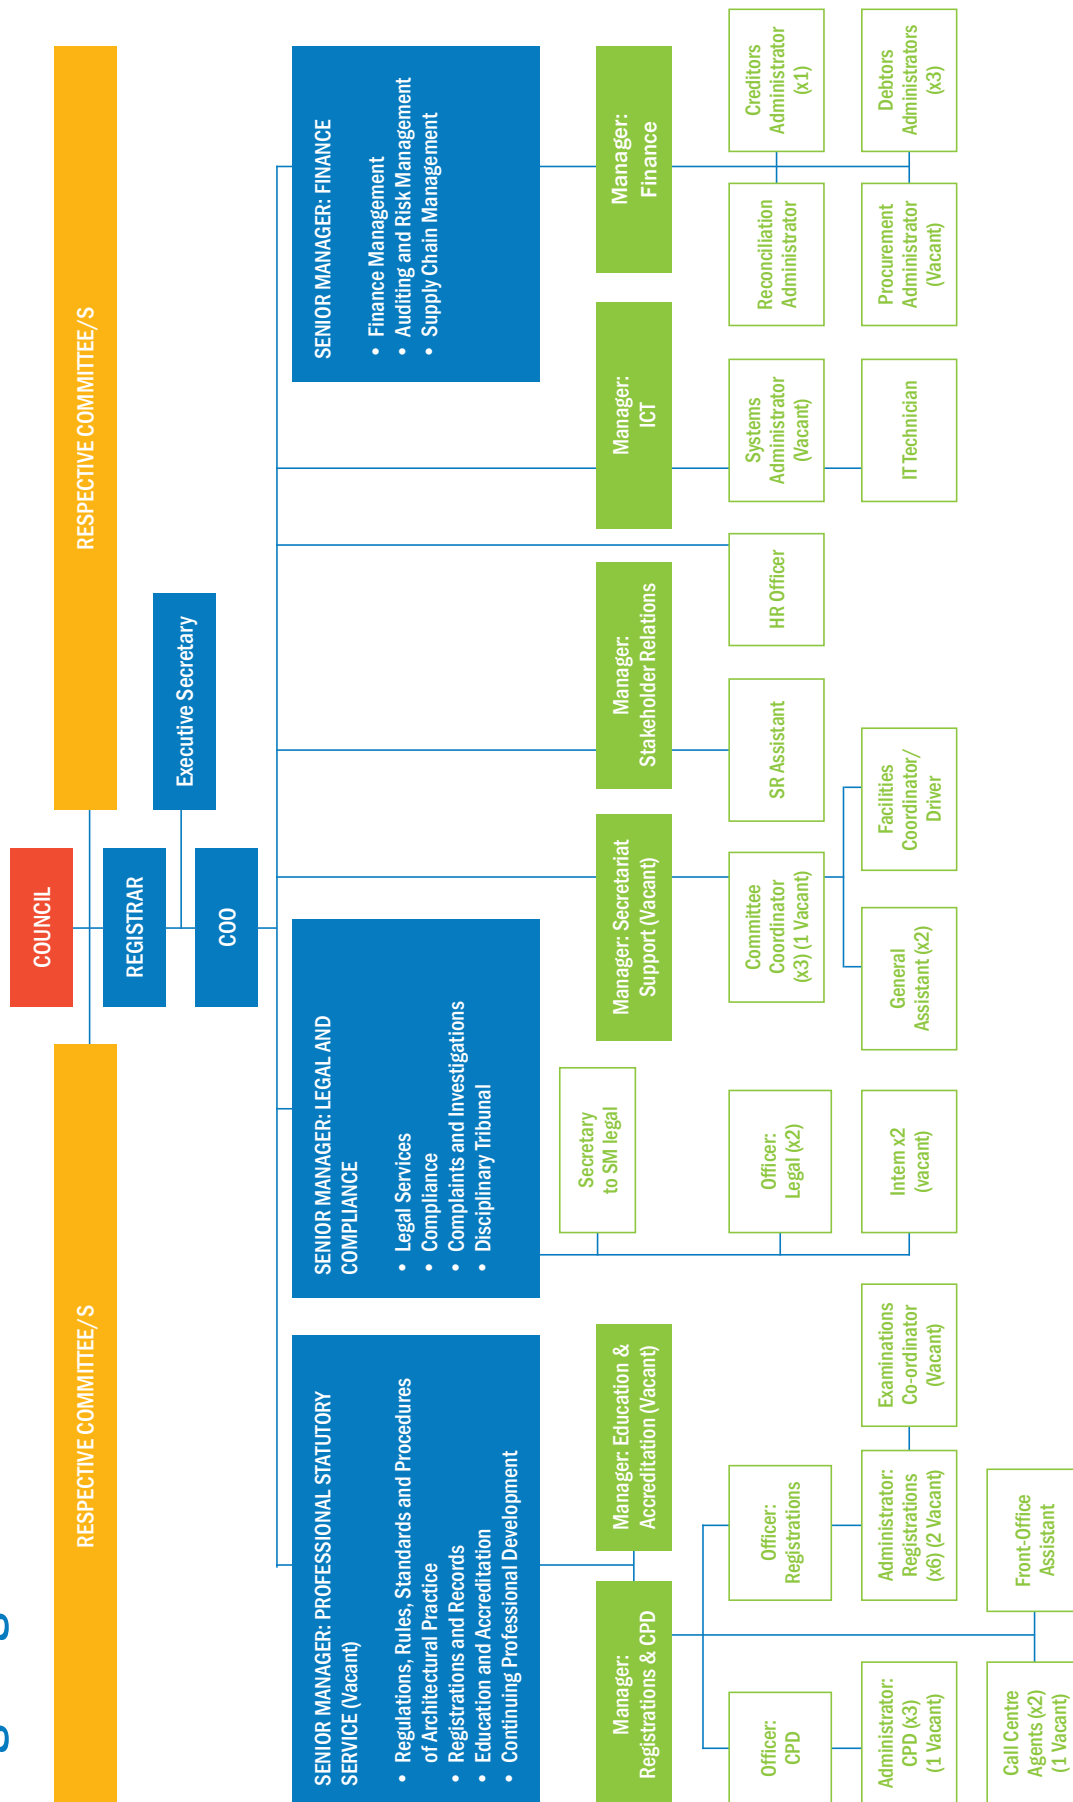 COUNCIL
RESPECTIVE COMMITTEE/S
RESPECTIVE COMMITTEE/S
REGISTRAR
Executive Secretary
COO
SENIOR MANAGER: PROFESSIONAL STATUTORY
SERVICE (Vacant)
• Regulations, Rules, Standards and Procedures
of Architectural Practice
• Registrations and Records
• Education and Accreditation
• Continuing Professional Development
SENIOR MANAGER: LEGAL AND
COMPLIANCE
• Legal Services
• Compliance
• Complaints and Investigations
• Disciplinary Tribunal
SENIOR MANAGER: FINANCE
• Finance Management
• Auditing and Risk Management
• Supply Chain Management
Manager:
Registrations & CPD
Manager: Education &
Accreditation (Vacant)
Secretary
to SM legal
Manager: Secretariat
Support (Vacant)
Manager:
Stakeholder Relations
Manager:
ICT
Manager:
Finance
Officer:
CPD
Officer:
Registrations
Officer:
Legal (x2)
Committee
Coordinator
(x3) (1 Vacant)
SR Assistant
HR Officer
Systems
Administrator
(Vacant)
Reconciliation
Administrator
Creditors
Administrator
(x1)
Administrator:
CPD (x3)
(1 Vacant)
Administrator:
Registrations
(x6) (2 Vacant)
Examinations
Co-ordinator
(Vacant)
Intern x2
(vacant)
General
Assistant (x2)
Facilities
Coordinator/
Driver
IT Technician
Procurement
Administrator
(Vacant)
Debtors
Administrators
(x3)
Call Centre
Agents (x2)
(1 Vacant)
Front-Office
Assistant